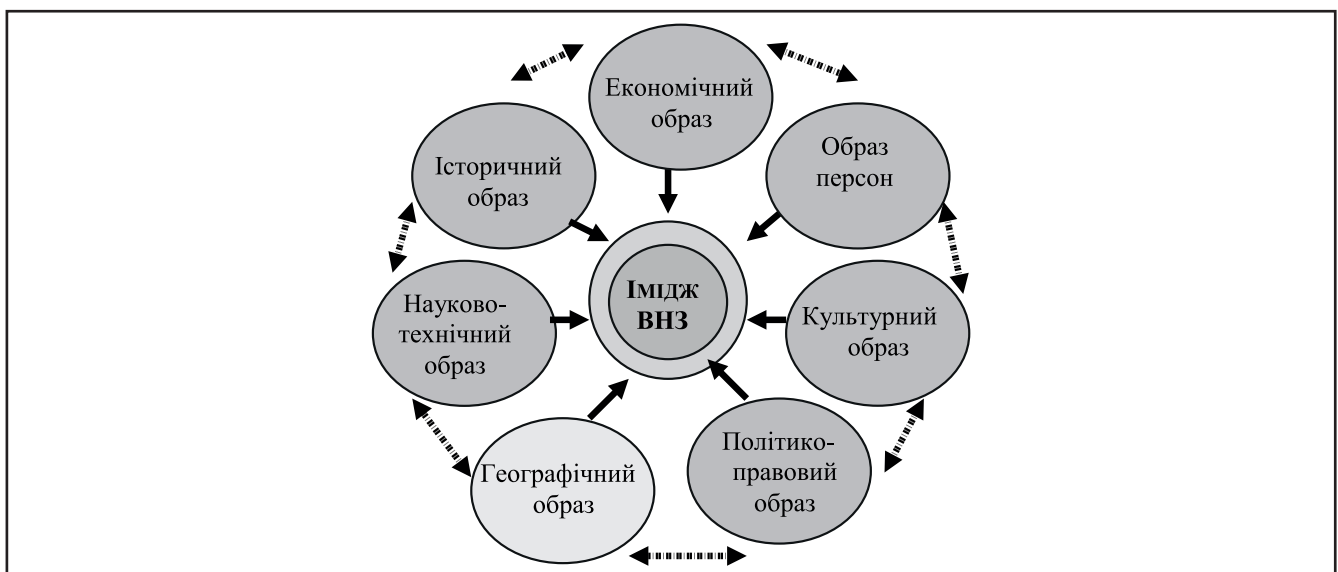 Економічний
образ
Образ
персон
Історичний
образ
Імідж
ВНЗ
Науково-
технічний
образ
Культурний
образ
Географічний
образ
Політико-
правовий
образ